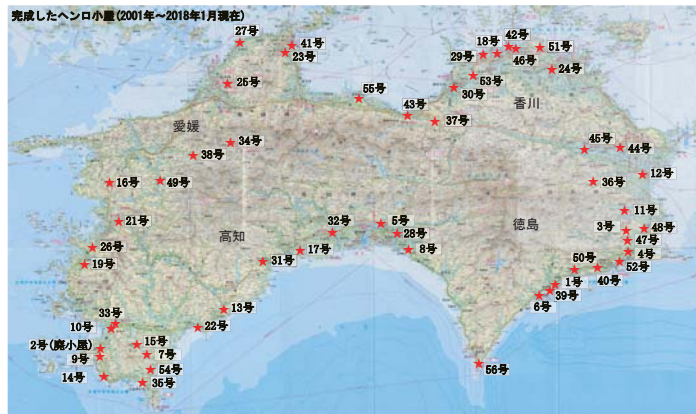 完成したヘンロ小屋(2001年～2018年1月現在)
27号
41号
23号
25号
55号
43号
37号
29号
18号
42号
46号
51号
24号
53号
30号
香川
愛媛
34号
38号
16号
49号
21号
26号
19号
高知
32号
5号
28号
8号
17号
31号
13号
22号
33号
10号
2号(廃小屋)
9号
14号
15号
7号
54号
35号
45号
44号
12号
36号
徳島
11号
3号
48号
47号
4号
52号
50号
40号
1号
39号
6号
56号